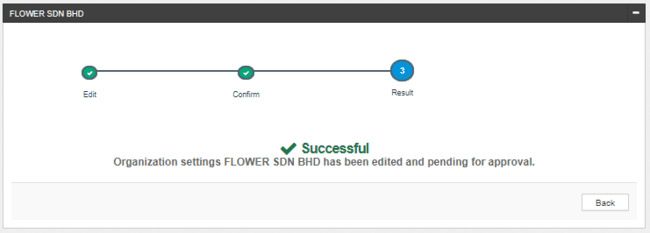 FLOWER SDN BHD
3
Edit
Confirm
Result
Successful
Organization settings FLOWER SDN BHD has been edited and pending for approval.
Back